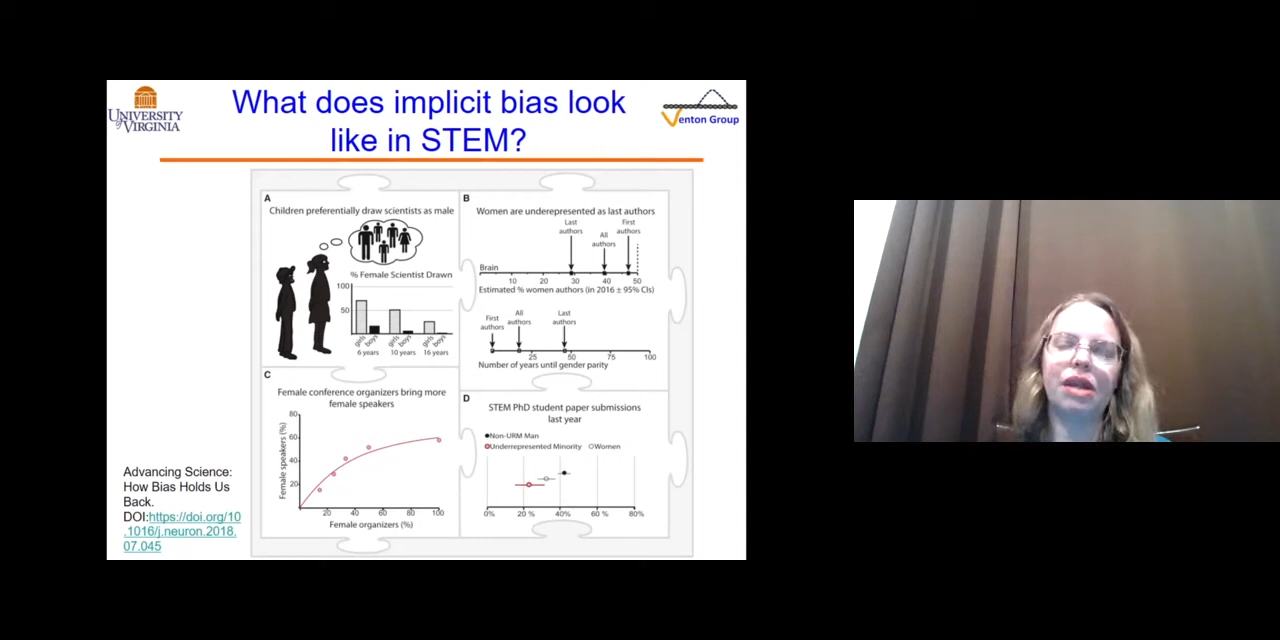 UNIVERSITY
of VIRGINIA
What does implicit bias look
like in STEM?
Venton Group
A
Children preferentially draw scientists as male
% Female Scientist Drawn
100
50
girls
boys
girls
boys
girls
boys
6 years
10 years
16 years
B
Women are underrepresented as last authors
Last
authors
All
authors
First
authors
Brain
10
20
30
40
50
Estimated % women authors (in 2016 ± 95% CIs)
First
authors
All
authors
Last
authors
25
50
75
100
Number of years until gender parity
C
Female conference organizers bring more
female speakers
Female speakers (%)
80
60
40
20
20
40
60
80
100
Female organizers (%)
D
STEM PhD student paper submissions
last year
Non-URM Man
Underrepresented Minority
Women
0%
20 %
40%
60 %
80%
Advancing Science:
How Bias Holds Us
Back.
DOI:https://doi.org/10
.1016/j.neuron.2018.
07.045